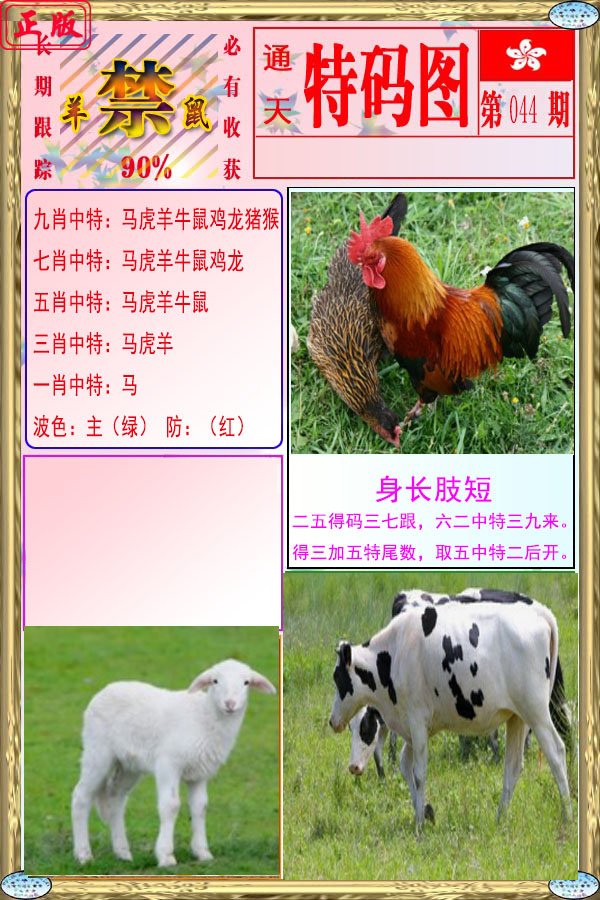 正版
长期跟踪
羊禁鼠
90%
必有收获
通天
特码图
第044期
九肖中特：马虎羊牛鼠鸡龙猪猴
七肖中特：马虎羊牛鼠鸡龙
五肖中特：马虎羊牛鼠
三肖中特：马虎羊
一肖中特：马
波色：主（绿） 防：（红）
身长肢短
二五得码三七跟，六二中特三九来。
得三加五特尾数，取五中特二后开。